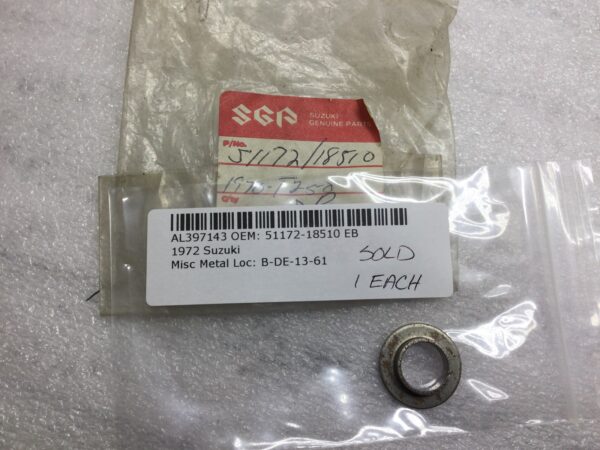 SGP
SUZUKI
GENUINE PARTS
P/No.
51172/18510
AL397143 OEM: 51172-18510 EB
1972 Suzuki
Misc Metal Loc: B-DE-13-61
SOLD
1 EACH